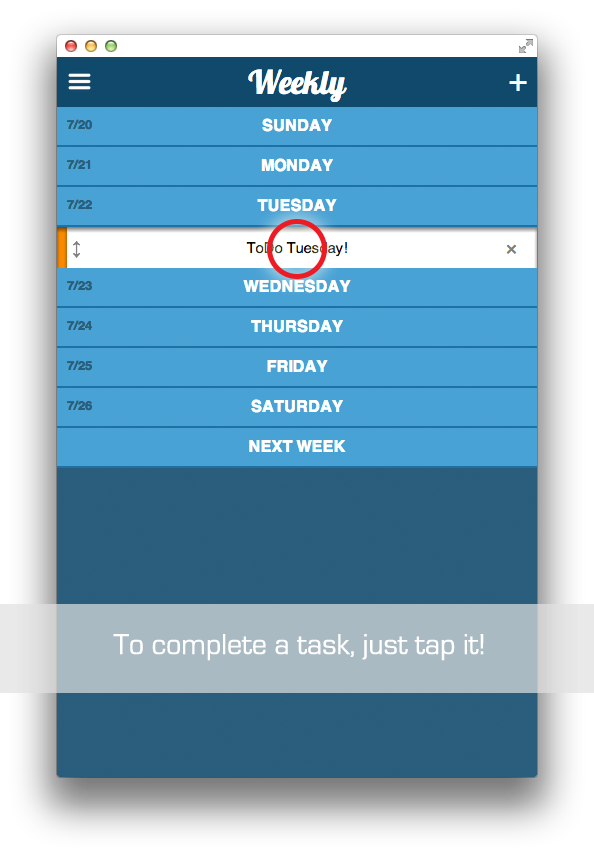 Weekly
7/20 SUNDAY
7/21 MONDAY
7/22 TUESDAY
ToDo Tuesday!
7/23 WEDNESDAY
7/24 THURSDAY
7/25 FRIDAY
7/26 SATURDAY
NEXT WEEK
To complete a task, just tap it!